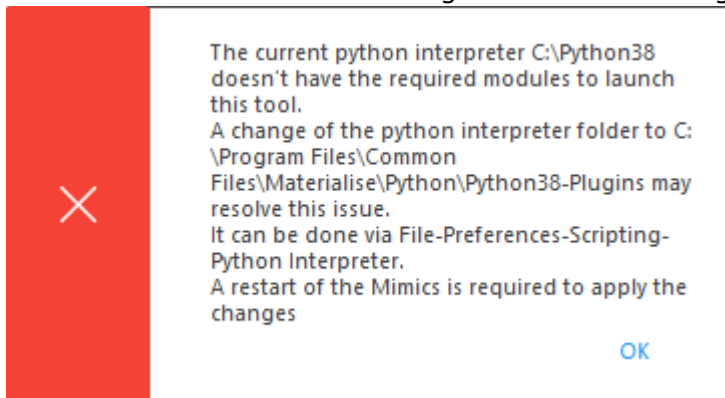 The current python interpreter C:\Python38
doesn't have the required modules to launch
this tool.
A change of the python interpreter folder to C:
\Program Files\Common
Files\Materialise\Python\Python38-Plugins may
resolve this issue.
It can be done via File-Preferences-Scripting-
Python Interpreter.
A restart of the Mimics is required to apply the
changes
OK